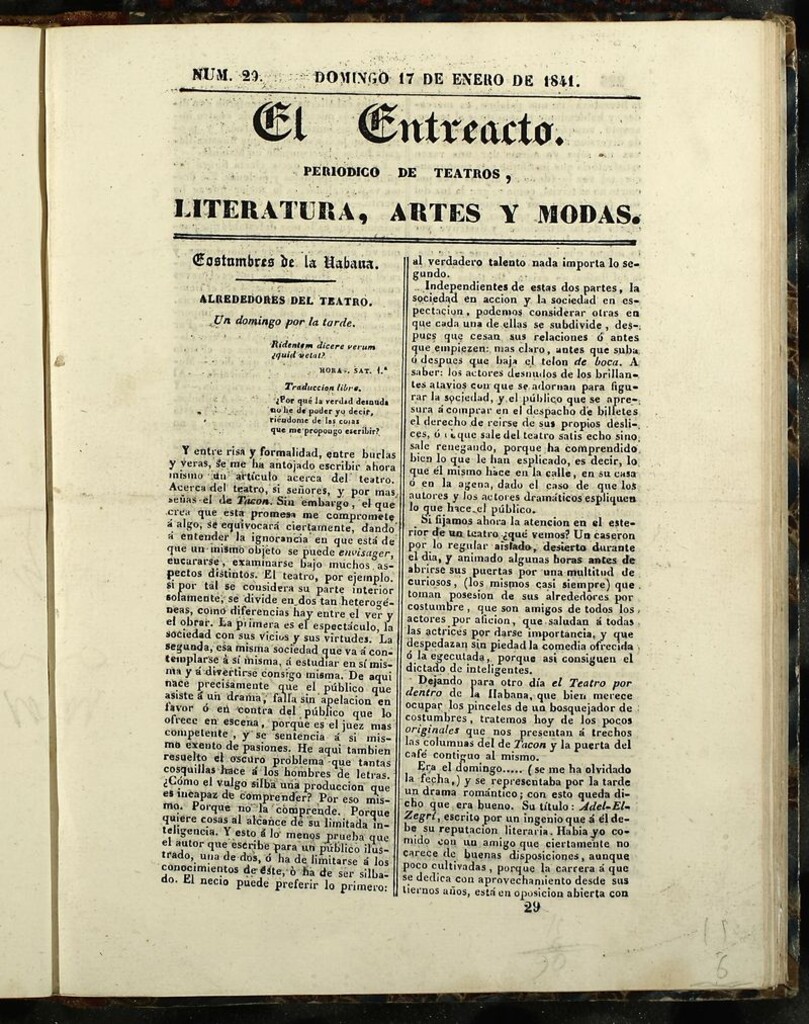 NUM. 29. DOMINGO 17 DE ENERO DE 1841.
El Entreacto.
PERIODICO DE TEATROS,
LITERATURA, ARTES Y MODAS.
Costumbres de la Habana.
ALREDEDORES DEL TEATRO.
Un domingo por la tarde.
Ridentem dicere verum
¿quid vetat?
HORA. SAT. 1.ª
Traduccion libre.
¿Por qué la verdad desnuda
no he de poder yo decir,
riéndome de las cosas
que me propongo escribir?
Y entre risa y formalidad, entre burlas
y veras, se me ha antojado escribir ahora
mismo un artículo acerca del teatro.
Acerca del teatro, si señores, y por mas
señas el de Tacon. Sin embargo, el que
crea que esta promesa me compromete
á algo, se equivocará ciertamente, dando
á entender la ignorancia en que está de
que un mismo objeto se puede envisager,
encararse, examinarse bajo muchos as-
pectos distintos. El teatro, por ejemplo.
si por tal se considera su parte interior
solamente, se divide en dos tan heterogé-
neas, como diferencias hay entre el ver y
el obrar. La primera es el espectáculo, la
sociedad con sus vicios y sus virtudes. La
segunda, esa misma sociedad que va á con-
templarse á sí misma, á estudiar en sí mis-
ma y á divertirse consigo misma. De aqui
nace precisamente que el público que
asiste á un drama, falla sin apelacion en
favor ó en contra del público que lo
ofrece en escena, porque es el juez mas
competente, y se sentencia á si mis-
mo exento de pasiones. He aqui tambien
resuelto el oscuro problema que tantas
cosquillas hace á los hombres de letras.
¿Cómo el vulgo silba una produccion que
es incapaz de comprender? Por eso mis-
mo. Porque no la comprende. Porque
quiere cosas al alcance de su limitada in-
teligencia. Y esto á lo menos prueba que
el autor que escribe para un público ilus-
trado, una de dos, ó ha de limitarse á los
conocimientos de éste, ò ha de ser silba-
do. El necio puede preferir lo primero:
al verdadero talento nada importa lo se-
gundo.
Independientes de estas dos partes, la
sociedad en accion y la sociedad en es-
pectacion, podemos considerar otras en
que cada una de ellas se subdivide, des-
pues que cesan sus relaciones ó antes
que empiezen: mas claro, antes que suba
ó despues que baja el telon de boca. A
saber: los actores desnudos de los brillan-
tes atavios con que se adornan para figu-
rar la sociedad, y el público que se apre-
sura á comprar en el despacho de billetes
el derecho de reirse de sus propios desli-
ces, ó que sale del teatro satis echo sino
sale renegando, porque ha comprendido
bien lo que le han esplicado, es decir, lo
que él mismo hace en la calle, en su casa
ó en la agena, dado el caso de que los
autores y los actores dramáticos espliquen
lo que hace el público.
Si fijamos ahora la atencion en el este-
rior de un teatro ¿qué vemos? Un caseron
por lo regular aislado, desierto durante
el dia, y animado algunas horas antes de
abrirse sus puertas por una multitud de
curiosos, (los mismos casi siempre) que
toman posesion de sus alrededores por
costumbre, que son amigos de todos los
actores por aficion, que saludan á todas
las actrices por darse importancia, y que
despedazan sin piedad la comedia ofrecida
ó la egecutada, porque asi consiguen el
dictado de inteligentes.
Dejando para otro dia el Teatro por
dentro de la Habana, que bien merece
ocupar los pinceles de un bosquejador de
costumbres, tratemos hoy de los pocos
originales que nos presentan á trechos
las columnas del de Tacon y la puerta del
café contiguo al mismo.
Era el domingo..... (se me ha olvidado
la fecha,) y se representaba por la tarde
un drama romántico; con esto queda di-
cho que era bueno. Su título: Adel-El-
Zegrí, escrito por un ingenio que á él de-
be su reputacion literaria. Habia yo co-
mido con un amigo que ciertamente no
carece de buenas disposiciones, aunque
poco cultivadas, porque la carrera á que
se dedica con aprovechamiento desde sus
tiernos años, está en oposicion abierta con
29